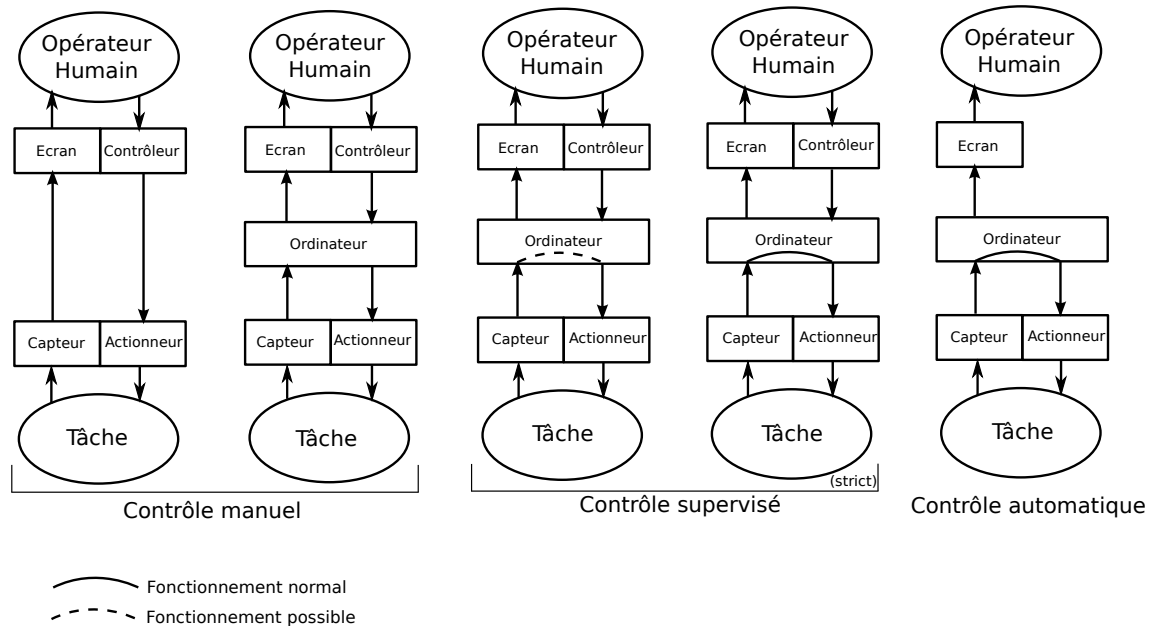 Opérateur
Humain
Opérateur
Humain
Opérateur
Humain
Opérateur
Humain
Opérateur
Humain
Ecran
Contrôleur
Ecran
Contrôleur
Ecran
Contrôleur
Ecran
Contrôleur
Ecran
Ordinateur
Ordinateur
Ordinateur
Ordinateur
Capteur
Actionneur
Capteur
Actionneur
Capteur
Actionneur
Capteur
Actionneur
Capteur
Actionneur
Tâche
Tâche
Tâche
Tâche
Tâche
(strict)
Contrôle manuel
Contrôle supervisé
Contrôle automatique
Fonctionnement normal
Fonctionnement possible